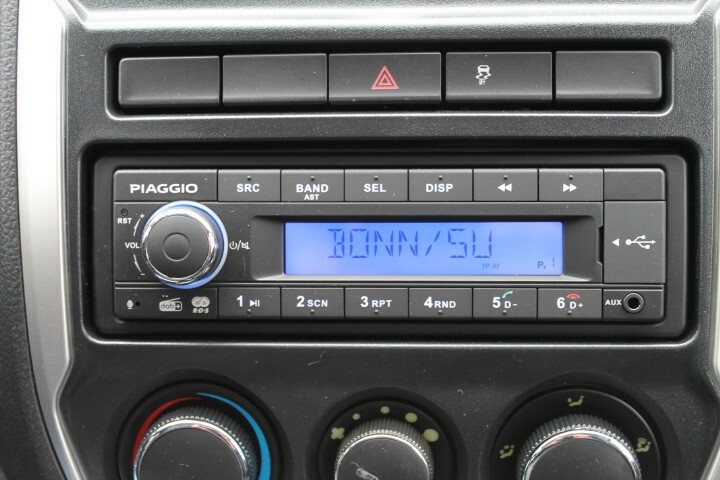 PIAGGIO SRC BAND SEL DISP
AST
RST
VOL
BONN/SU
TP AF P.1
1 2 SCN 3 RPT 4 RND 5 D- 6 D+ AUX
dab+ R·D·S